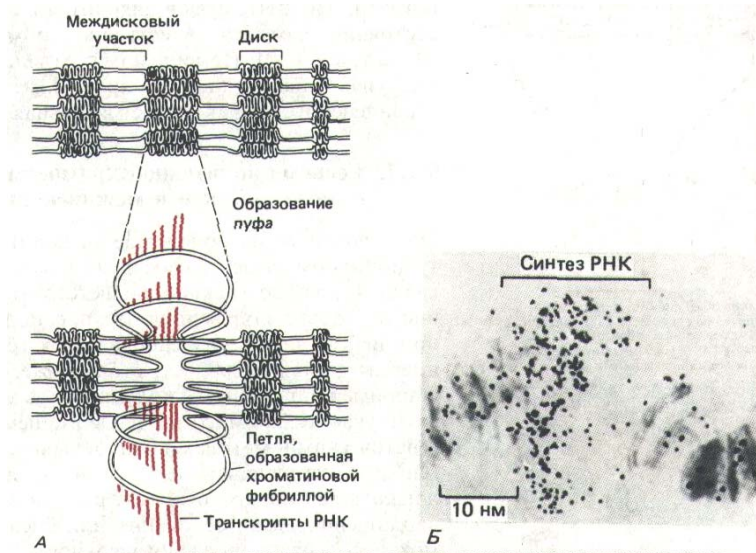 Междисковый
участок
Диск
Образование
пуфа
Синтез РНК
Петля,
образованная
хроматиновой
фибриллой
10 нм
Транскрипты РНК
А
Б